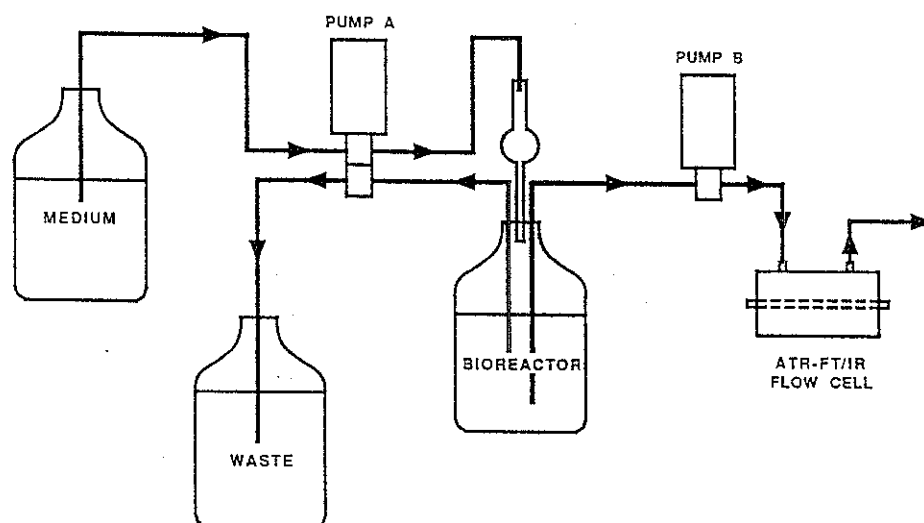 PUMP A
PUMP B
MEDIUM
BIOREACTOR
ATR-FT/IR
FLOW CELL
WASTE